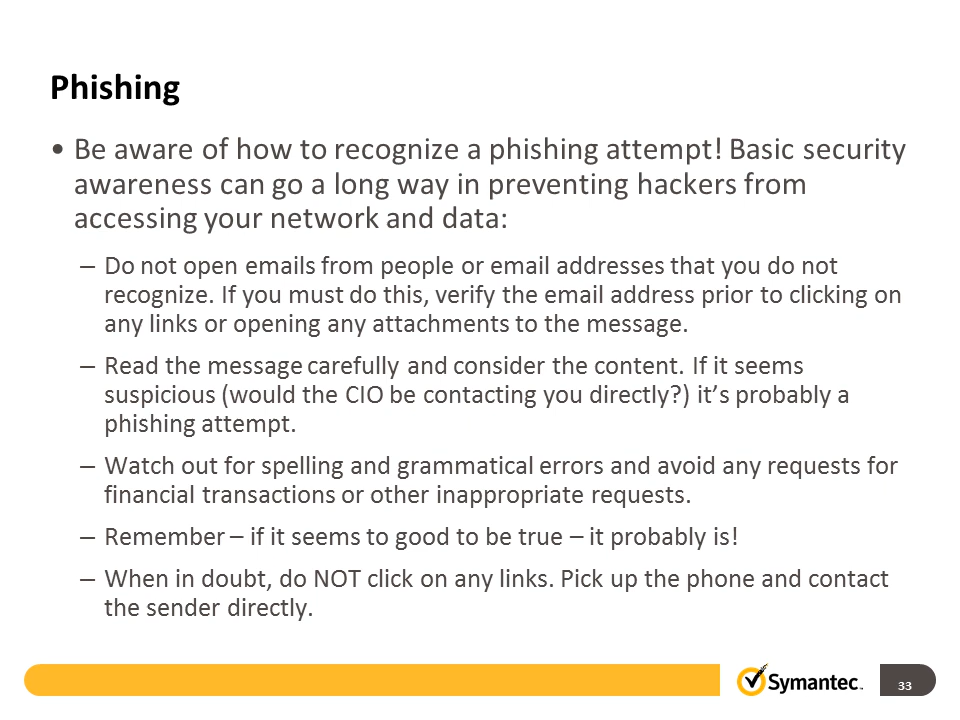 Phishing
• Be aware of how to recognize a phishing attempt! Basic security
awareness can go a long way in preventing hackers from
accessing your network and data:
– Do not open emails from people or email addresses that you do not
recognize. If you must do this, verify the email address prior to clicking on
any links or opening any attachments to the message.
– Read the message carefully and consider the content. If it seems
suspicious (would the CIO be contacting you directly?) it’s probably a
phishing attempt.
– Watch out for spelling and grammatical errors and avoid any requests for
financial transactions or other inappropriate requests.
– Remember – if it seems to good to be true – it probably is!
– When in doubt, do NOT click on any links. Pick up the phone and contact
the sender directly.
Symantec.
33